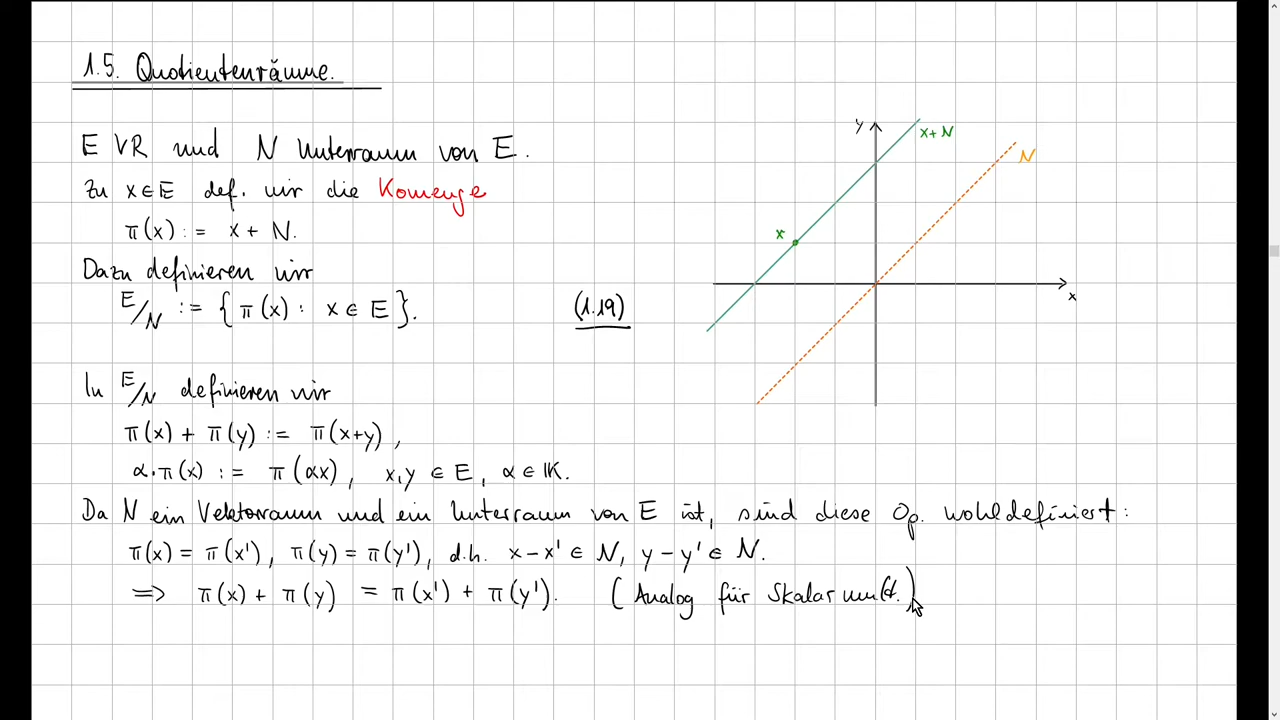 1.5. Quotientenräume.
E VR und N Unterraum von E.
Zu x∈E def. wir die Komenge
π(x) := x + N.
Dazu definieren wir
E/N := { π(x) : x ∈ E }. (1.19)
In E/N definieren wir
π(x) + π(y) := π(x+y),
α·π(x) := π(αx), x,y ∈ E, α ∈ K.
Da N ein Vektorraum und ein Unterraum von E ist, sind diese Op. wohldefiniert:
π(x) = π(x'), π(y) = π(y'), d.h. x-x' ∈ N, y-y' ∈ N.
⟹ π(x) + π(y) = π(x') + π(y'). (Analog für Skalarmult.)
y
x+N
N
x
x